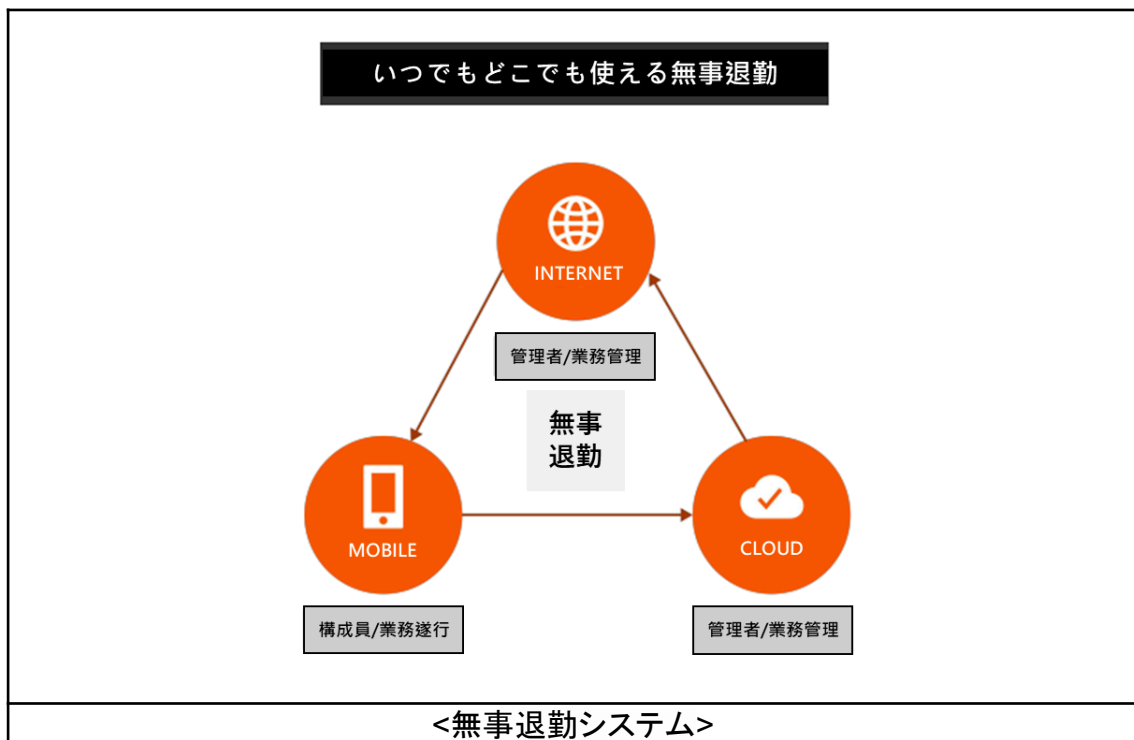 いつでもどこでも使える無事退勤
INTERNET
管理者/業務管理
無事
退勤
MOBILE
CLOUD
構成員/業務遂行
管理者/業務管理
<無事退勤システム>